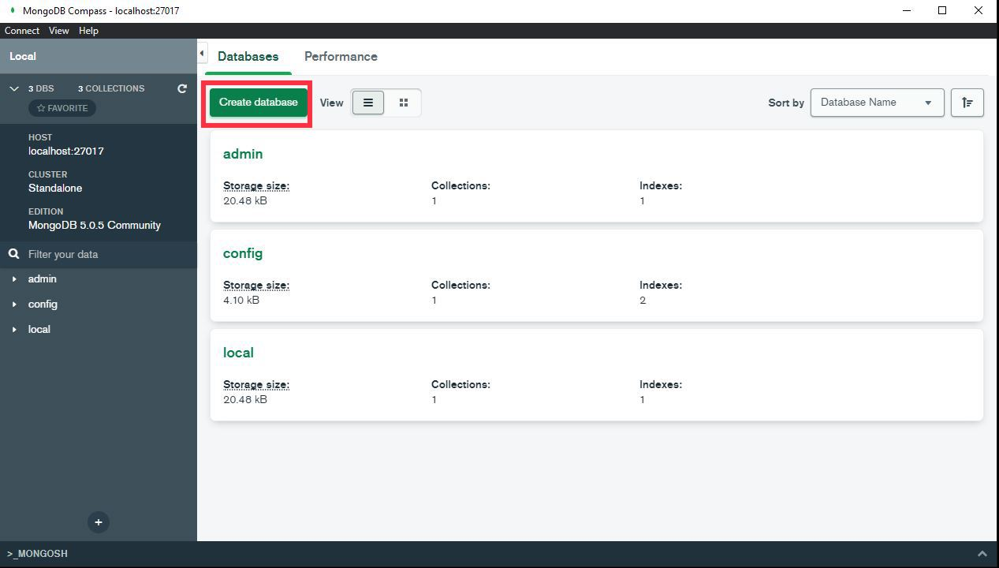 MongoDB Compass - localhost:27017
Connect View Help
Local
3 DBS 3 COLLECTIONS
FAVORITE
HOST
localhost:27017
CLUSTER
Standalone
EDITION
MongoDB 5.0.5 Community
Filter your data
admin
config
local
>_MONGOSH
Databases Performance
Create database View Sort by Database Name
admin
Storage size: Collections: Indexes:
20.48 kB 1 1
config
Storage size: Collections: Indexes:
4.10 kB 1 2
local
Storage size: Collections: Indexes:
20.48 kB 1 1